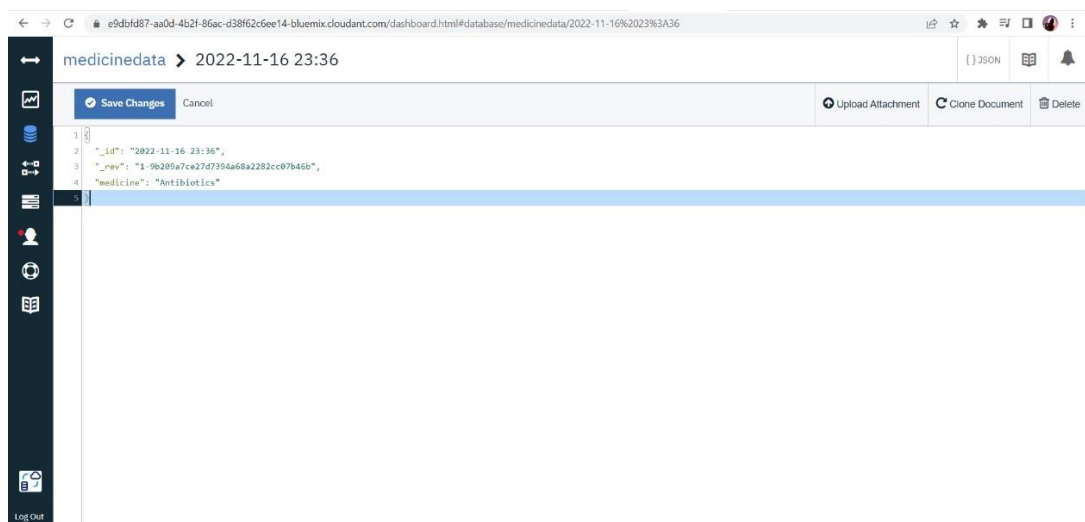 e9dbfd87-aa0d-4b2f-86ac-d38f62c6ee14-bluemix.cloudant.com/dashboard.html#database/medicinedata/2022-11-16%2023%3A36
medicinedata > 2022-11-16 23:36
{ } JSON
Save Changes Cancel Upload Attachment Clone Document Delete
1 {
2 "_id": "2022-11-16 23:36",
3 "_rev": "1-9b209a7ce27d7394a68a2282cc07b46b",
4 "medicine": "Antibiotics"
5 }
Log Out